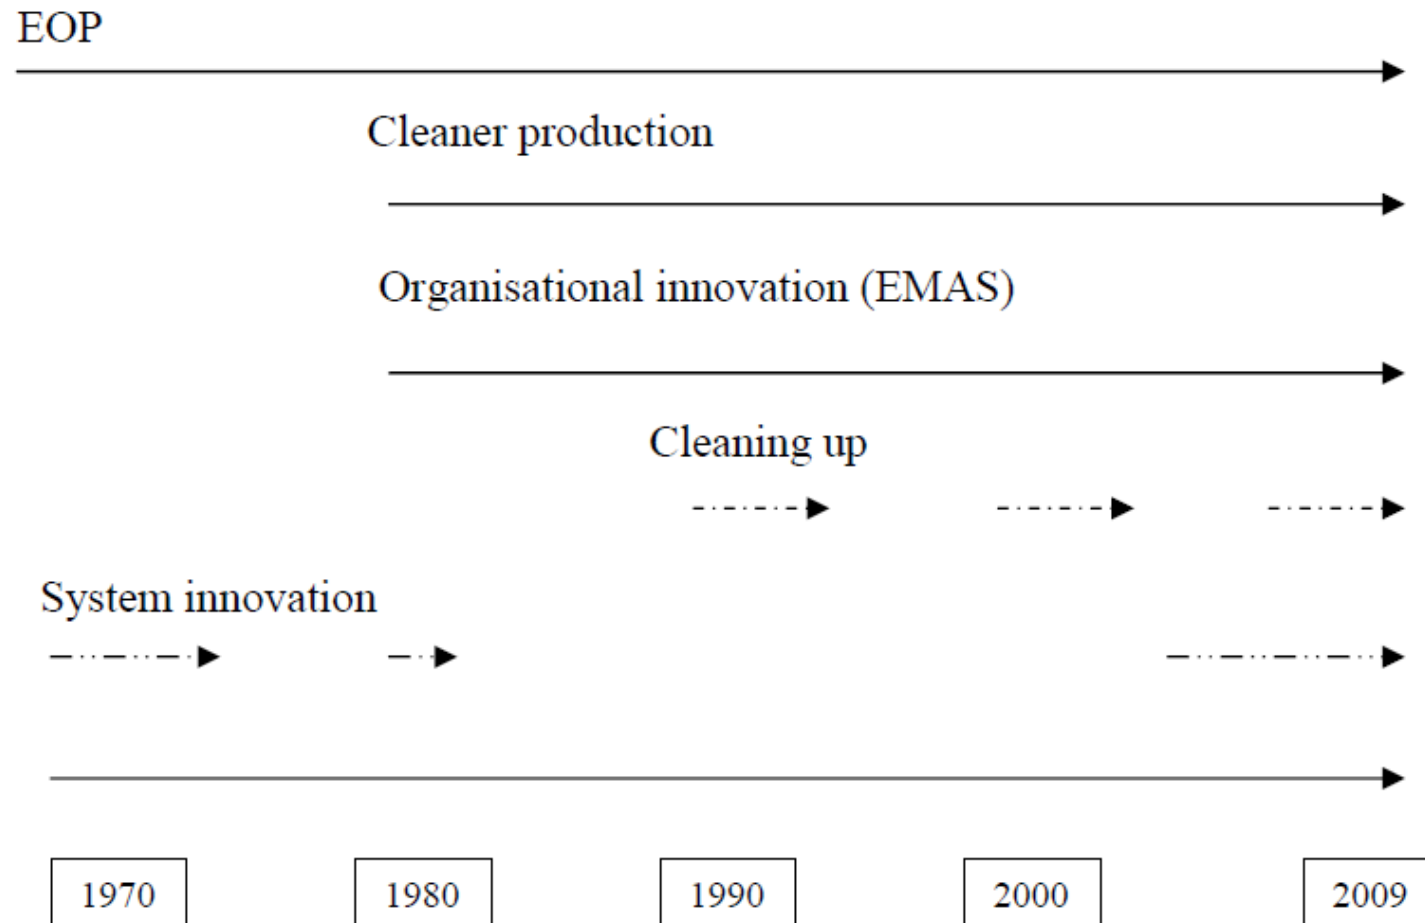 EOP
Cleaner production
Organisational innovation (EMAS)
Cleaning up
System innovation
1970 1980 1990 2000 2009